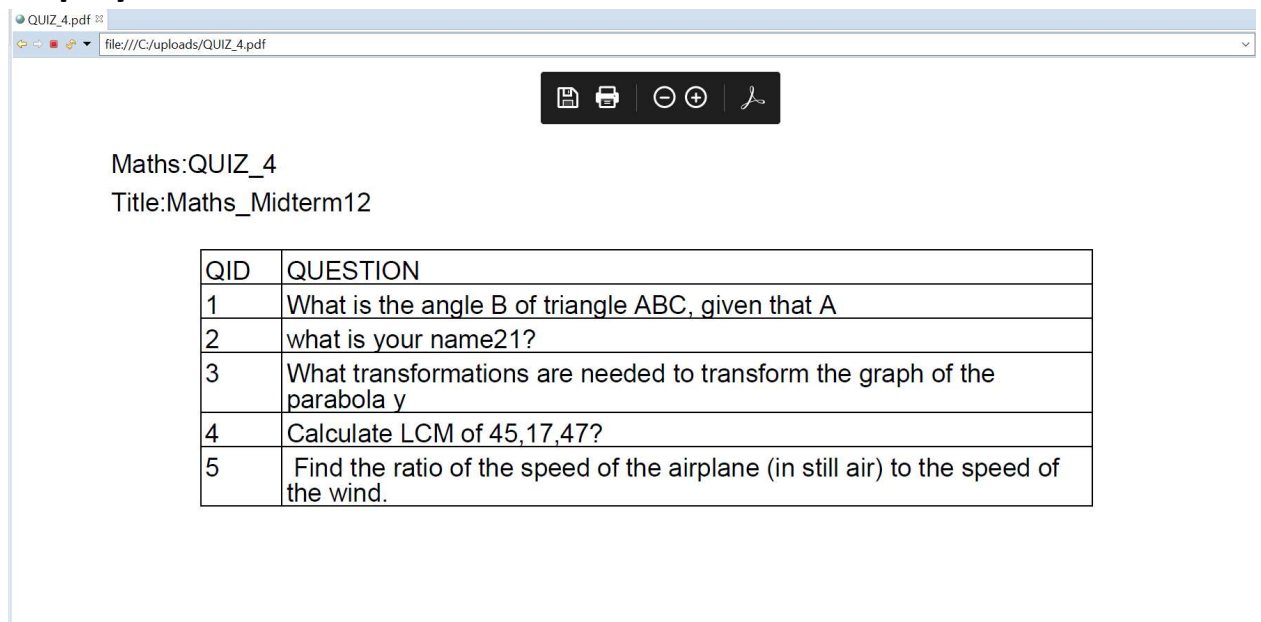 QUIZ_4.pdf
file:///C:/uploads/QUIZ_4.pdf
Maths:QUIZ_4
Title:Maths_Midterm12
QID QUESTION
1 What is the angle B of triangle ABC, given that A
2 what is your name21?
3 What transformations are needed to transform the graph of the
parabola y
4 Calculate LCM of 45,17,47?
5 Find the ratio of the speed of the airplane (in still air) to the speed of
the wind.